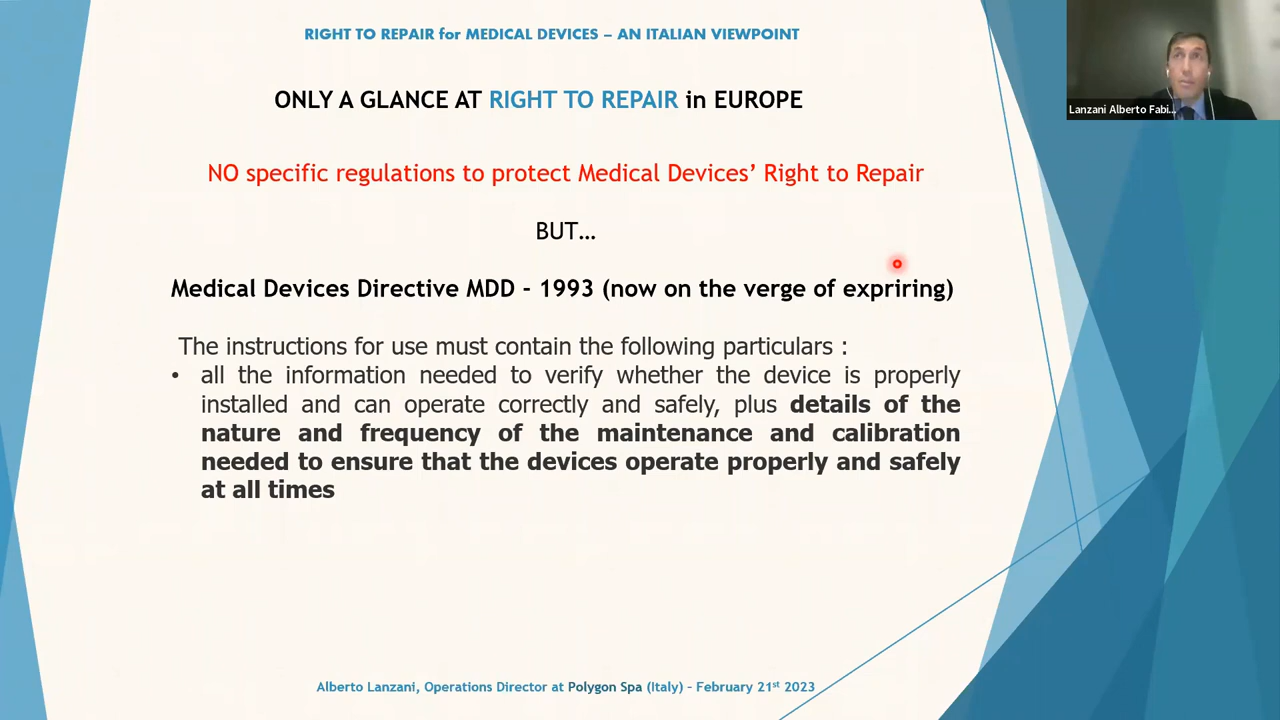 RIGHT TO REPAIR for MEDICAL DEVICES – AN ITALIAN VIEWPOINT
Lanzani Alberto Fabi...
ONLY A GLANCE AT RIGHT TO REPAIR in EUROPE
NO specific regulations to protect Medical Devices’ Right to Repair
BUT…
Medical Devices Directive MDD - 1993 (now on the verge of expriring)
The instructions for use must contain the following particulars :
• all the information needed to verify whether the device is properly
installed and can operate correctly and safely, plus details of the
nature and frequency of the maintenance and calibration
needed to ensure that the devices operate properly and safely
at all times
Alberto Lanzani, Operations Director at Polygon Spa (Italy) – February 21st 2023